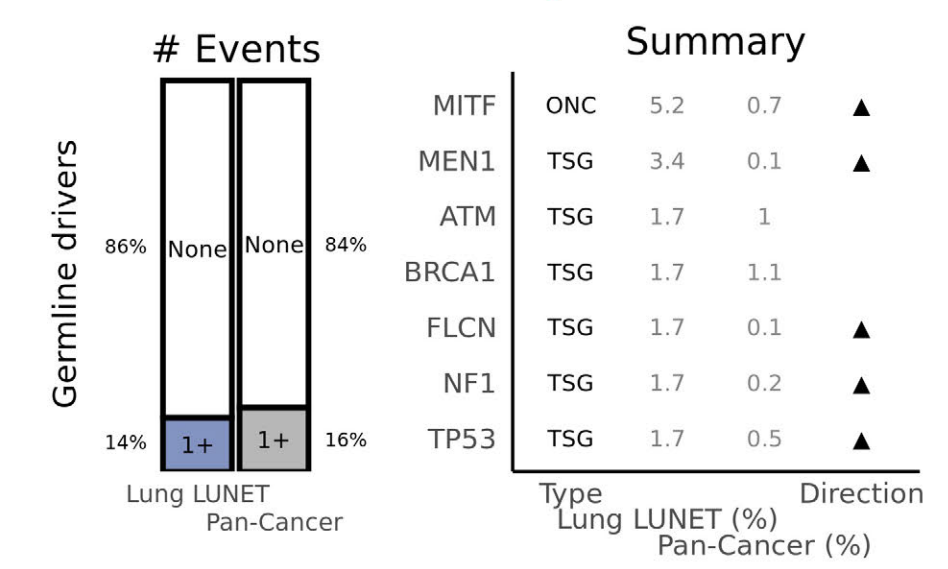 # Events
Germline drivers
86%
None
None
84%
14%
1+
1+
16%
Lung LUNET
Pan-Cancer
Summary
MITF ONC 5.2 0.7 ▲
MEN1 TSG 3.4 0.1 ▲
ATM TSG 1.7 1
BRCA1 TSG 1.7 1.1
FLCN TSG 1.7 0.1 ▲
NF1 TSG 1.7 0.2 ▲
TP53 TSG 1.7 0.5 ▲
Type Direction
Lung LUNET (%)
Pan-Cancer (%)